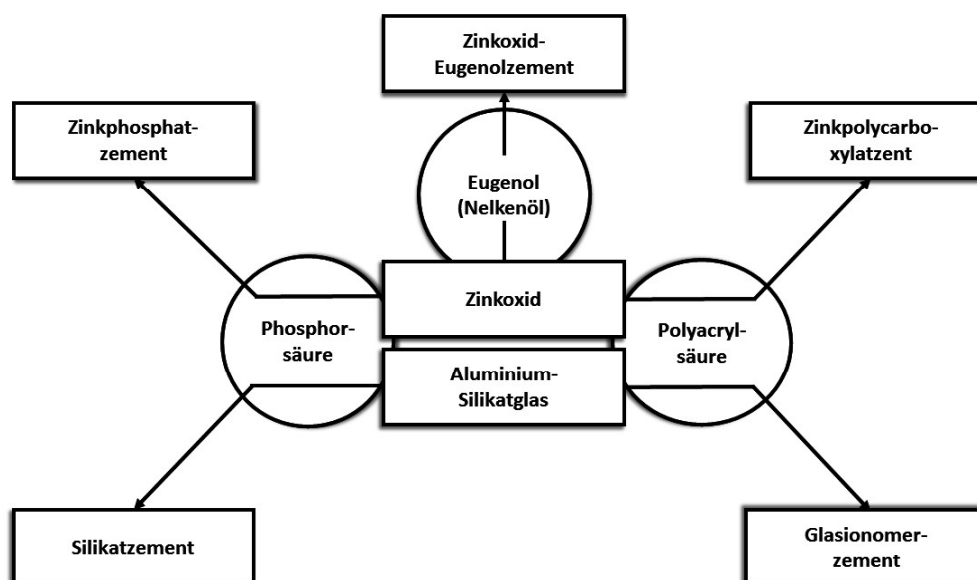 Zinkoxid-
Eugenolzement
Zinkphosphat-
zement
Zinkpolycarbo-
xylatzent
Eugenol
(Nelkenöl)
Zinkoxid
Phosphor-
säure
Polyacryl-
säure
Aluminium-
Silikatglas
Silikatzement
Glasionomer-
zement